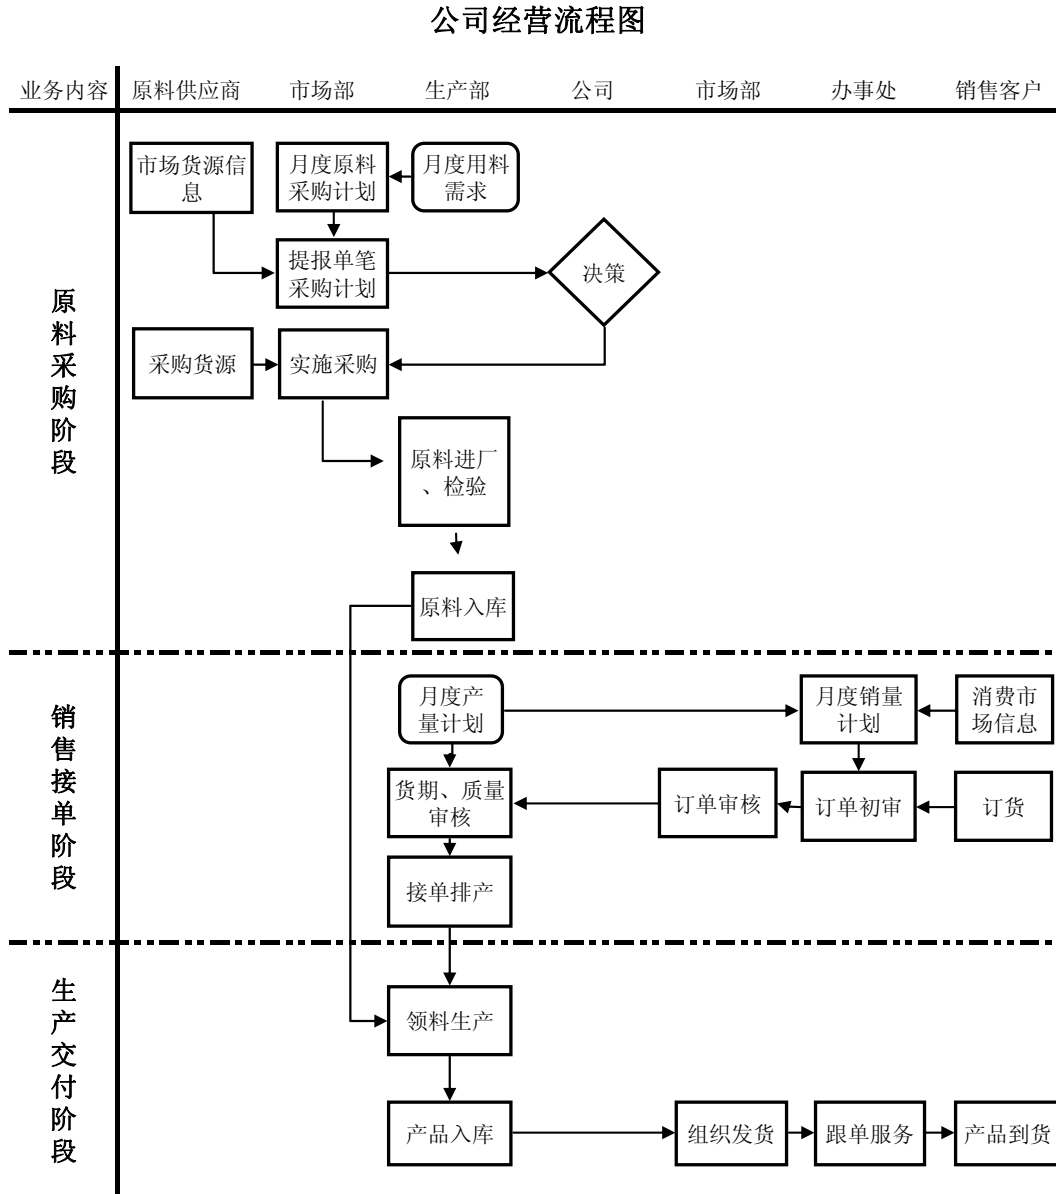 公司经营流程图
业务内容 原料供应商 市场部 生产部 公司 市场部 办事处 销售客户
原料采购阶段
市场货源信
息
月度原料
采购计划
月度用料
需求
提报单笔
采购计划
决策
采购货源
实施采购
原料进厂
、检验
原料入库
销售接单阶段
月度产
量计划
月度销量
计划
消费市
场信息
货期、质量
审核
订单审核
订单初审
订货
接单排产
生产交付阶段
领料生产
产品入库
组织发货
跟单服务
产品到货